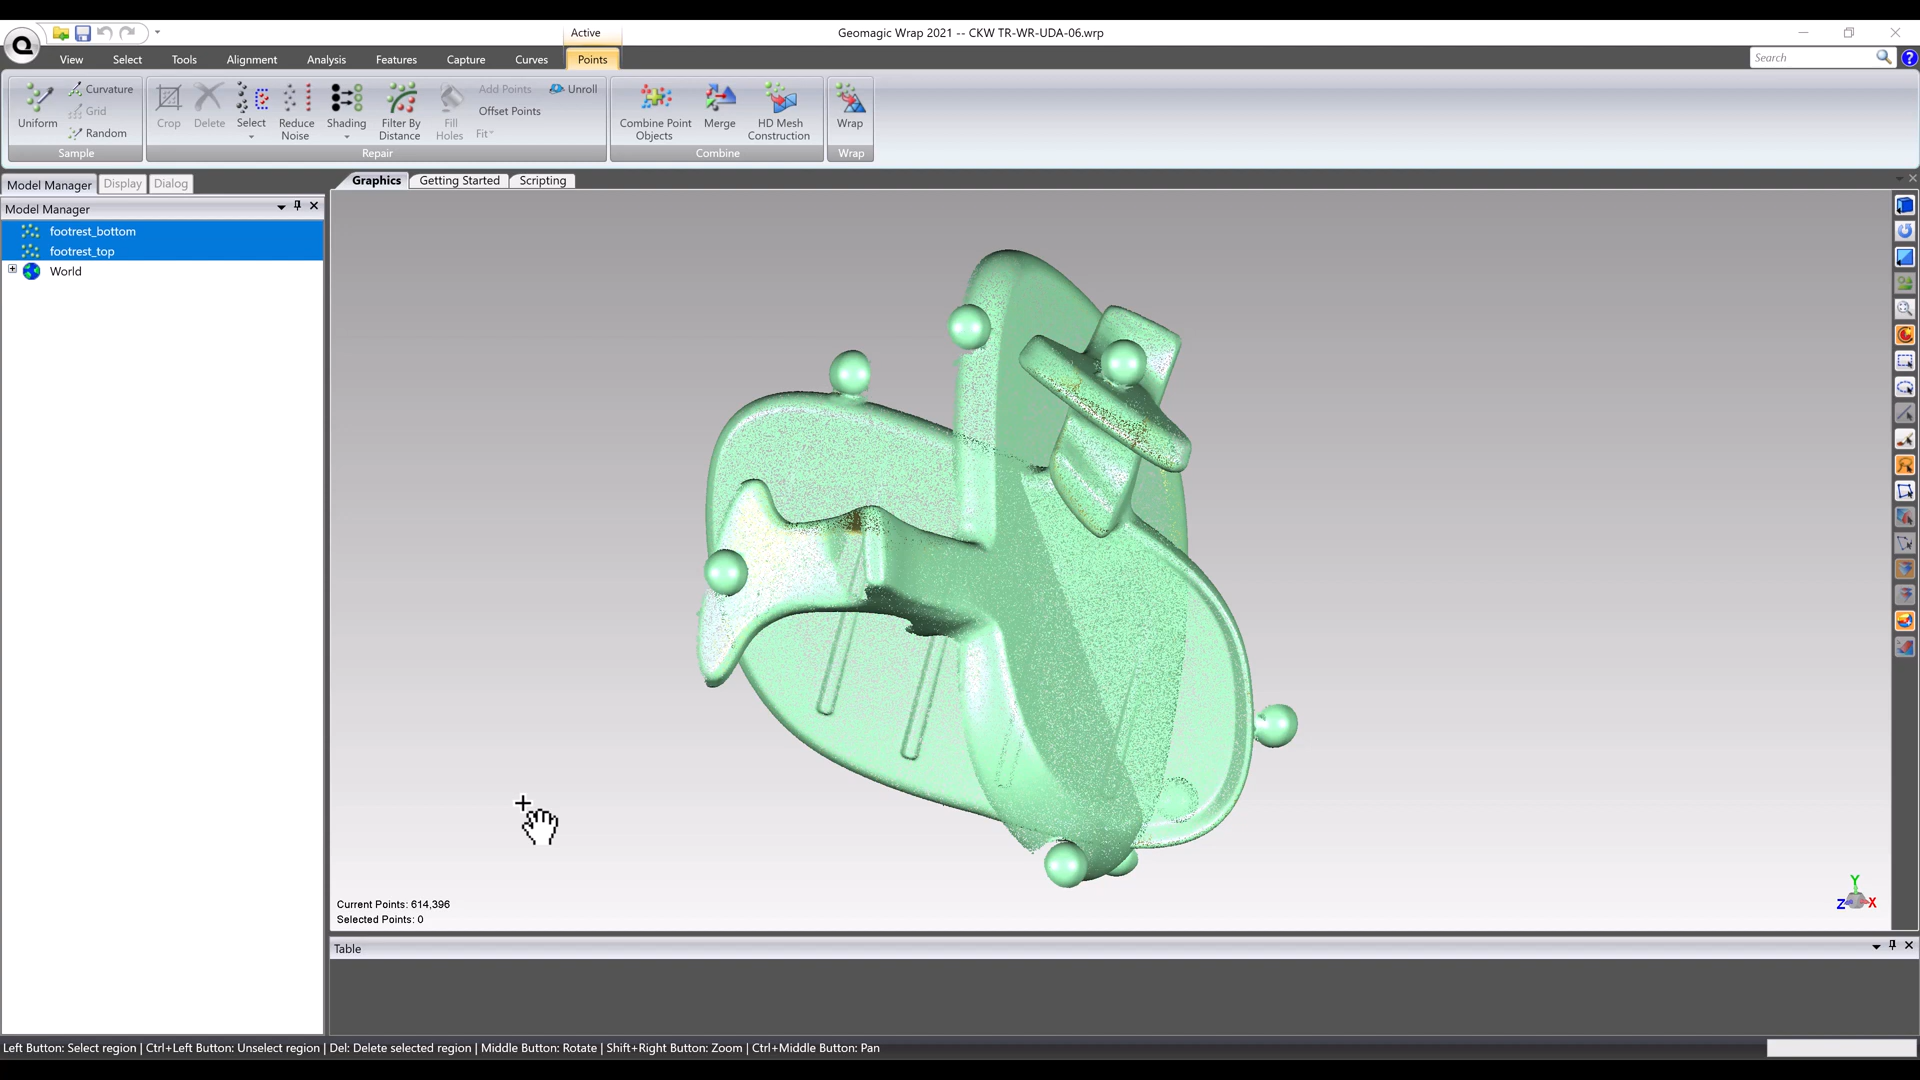 Active
Geomagic Wrap 2021 -- CKW TR-WR-UDA-06.wrp
View Select Tools Alignment Analysis Features Capture Curves Points
Search
?
Uniform
Curvature
Grid
Random
Sample
Crop
Delete
Select
Reduce
Noise
Shading
Filter By
Distance
Fill
Holes
Add Points
Offset Points
Fit
Unroll
Repair
Combine Point
Objects
Merge
HD Mesh
Construction
Combine
Wrap
Wrap
Model Manager Display Dialog
Graphics Getting Started Scripting
Model Manager
footrest_bottom
footrest_top
World
Current Points: 614,396
Selected Points: 0
Y
Z X
Table
Left Button: Select region | Ctrl+Left Button: Unselect region | Del: Delete selected region | Middle Button: Rotate | Shift+Right Button: Zoom | Ctrl+Middle Button: Pan